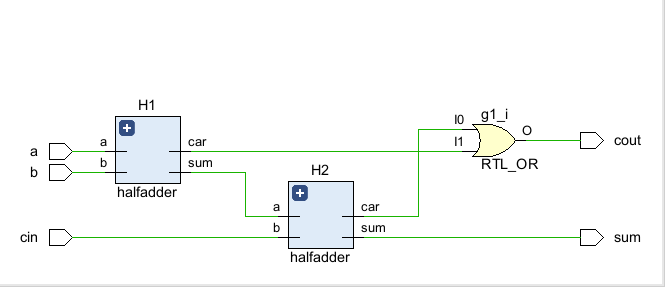 H1
a
a
car
b
b
sum
halfadder
H2
a
car
cin
b
sum
halfadder
g1_i
I0
I1
O
RTL_OR
cout
sum